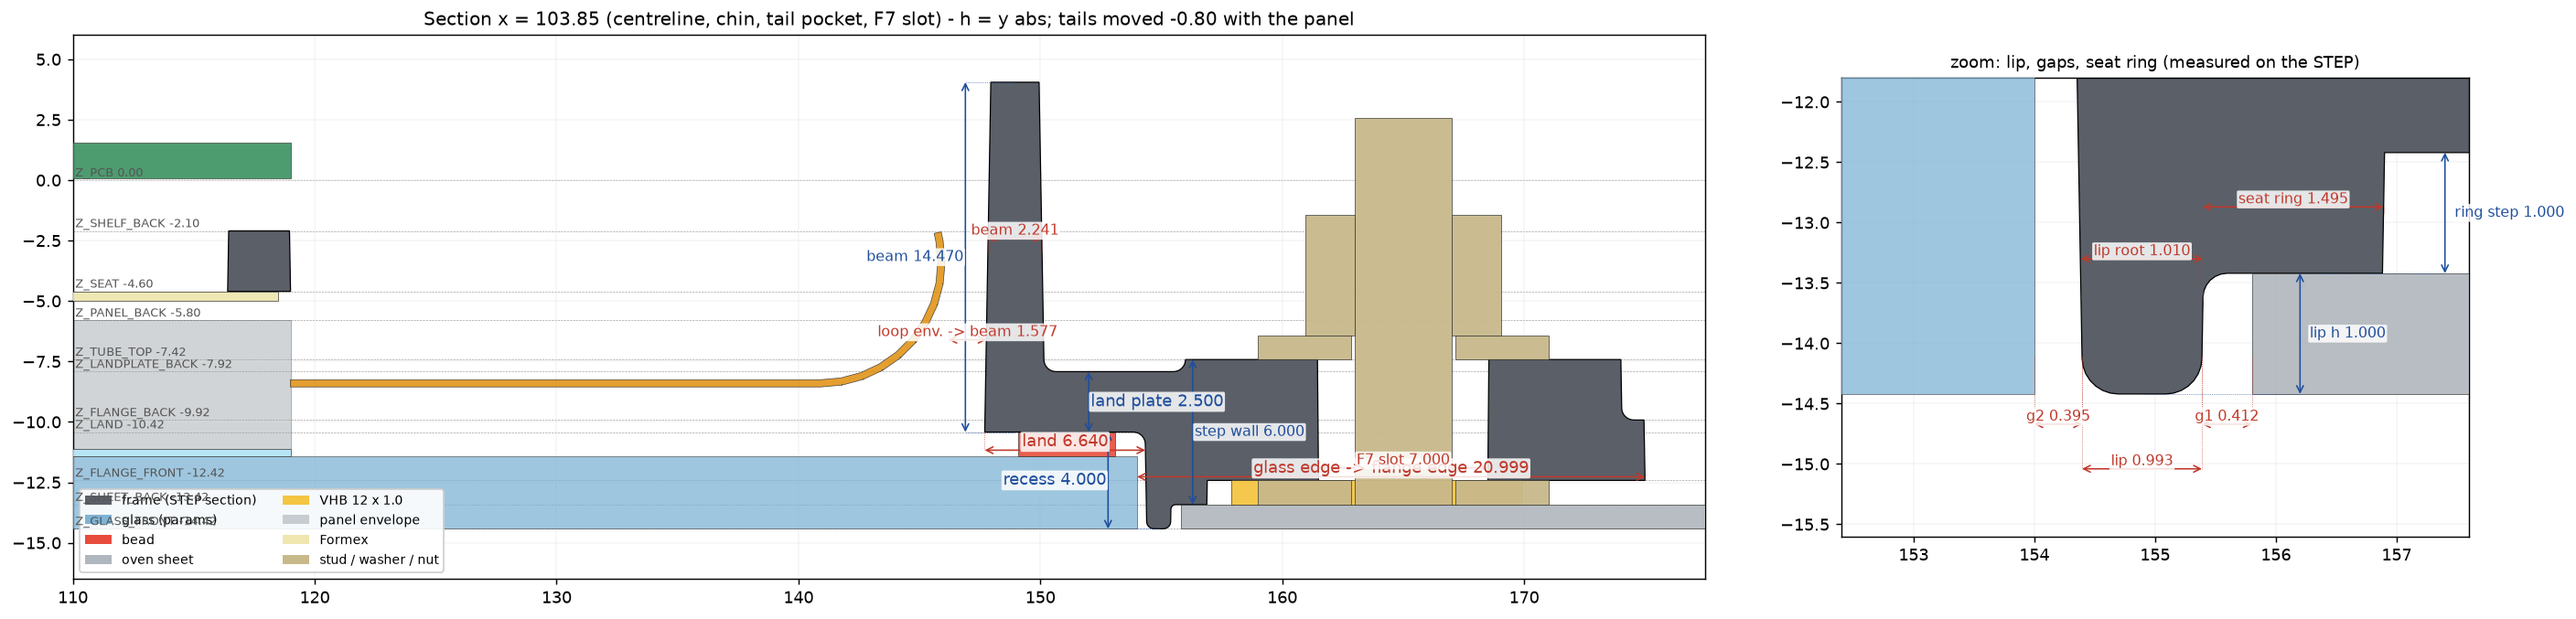 Section x = 103.85 (centreline, chin, tail pocket, F7 slot) - h = y abs; tails moved -0.80 with the panel
5.0
2.5
0.0
−2.5
−5.0
−7.5
−10.0
−12.5
−15.0
110
120
130
140
150
160
170
Z_PCB 0.00
Z_SHELF_BACK -2.10
Z_SEAT -4.60
Z_PANEL_BACK -5.80
Z_TUBE_TOP -7.42
Z_LANDPLATE_BACK -7.92
Z_FLANGE_BACK -9.92
Z_LAND -10.42
Z_FLANGE_FRONT -12.42
frame (STEP section)
glass (params)
bead
oven sheet
VHB 12 x 1.0
panel envelope
Formex
stud / washer / nut
beam 2.241
beam 14.470
loop env. -> beam 1.577
land plate 2.500
step wall 6.000
land 6.640
F7 slot 7.000
glass edge -> flange edge 20.999
recess 4.000
zoom: lip, gaps, seat ring (measured on the STEP)
−12.0
−12.5
−13.0
−13.5
−14.0
−14.5
−15.0
−15.5
153
154
155
156
157
seat ring 1.495
ring step 1.000
lip root 1.010
lip h 1.000
g2 0.395
g1 0.412
lip 0.993